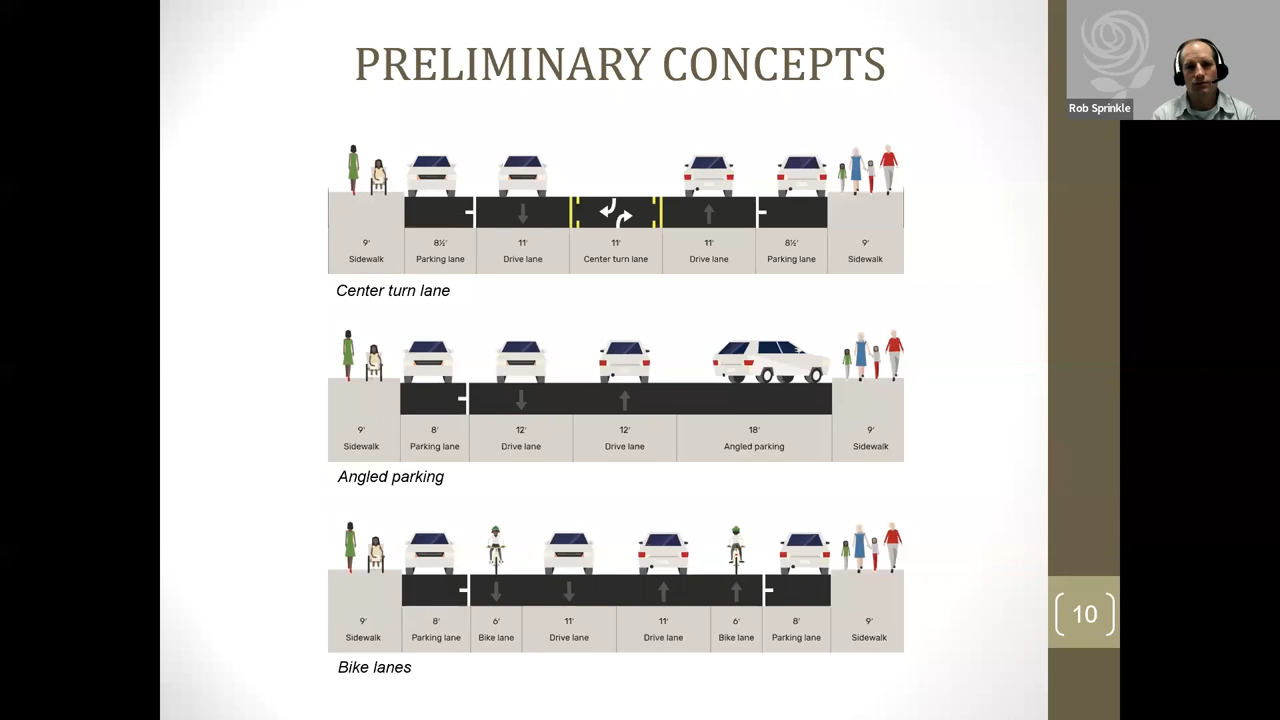 PRELIMINARY CONCEPTS
Rob Sprinkle
9' 8½' 11' 11' 11' 8½' 9'
Sidewalk Parking lane Drive lane Center turn lane Drive lane Parking lane Sidewalk
Center turn lane
9' 8' 12' 12' 18' 9'
Sidewalk Parking lane Drive lane Drive lane Angled parking Sidewalk
Angled parking
9' 8' 6' 11' 11' 6' 8' 9'
Sidewalk Parking lane Bike lane Drive lane Drive lane Bike lane Parking lane Sidewalk
Bike lanes
10